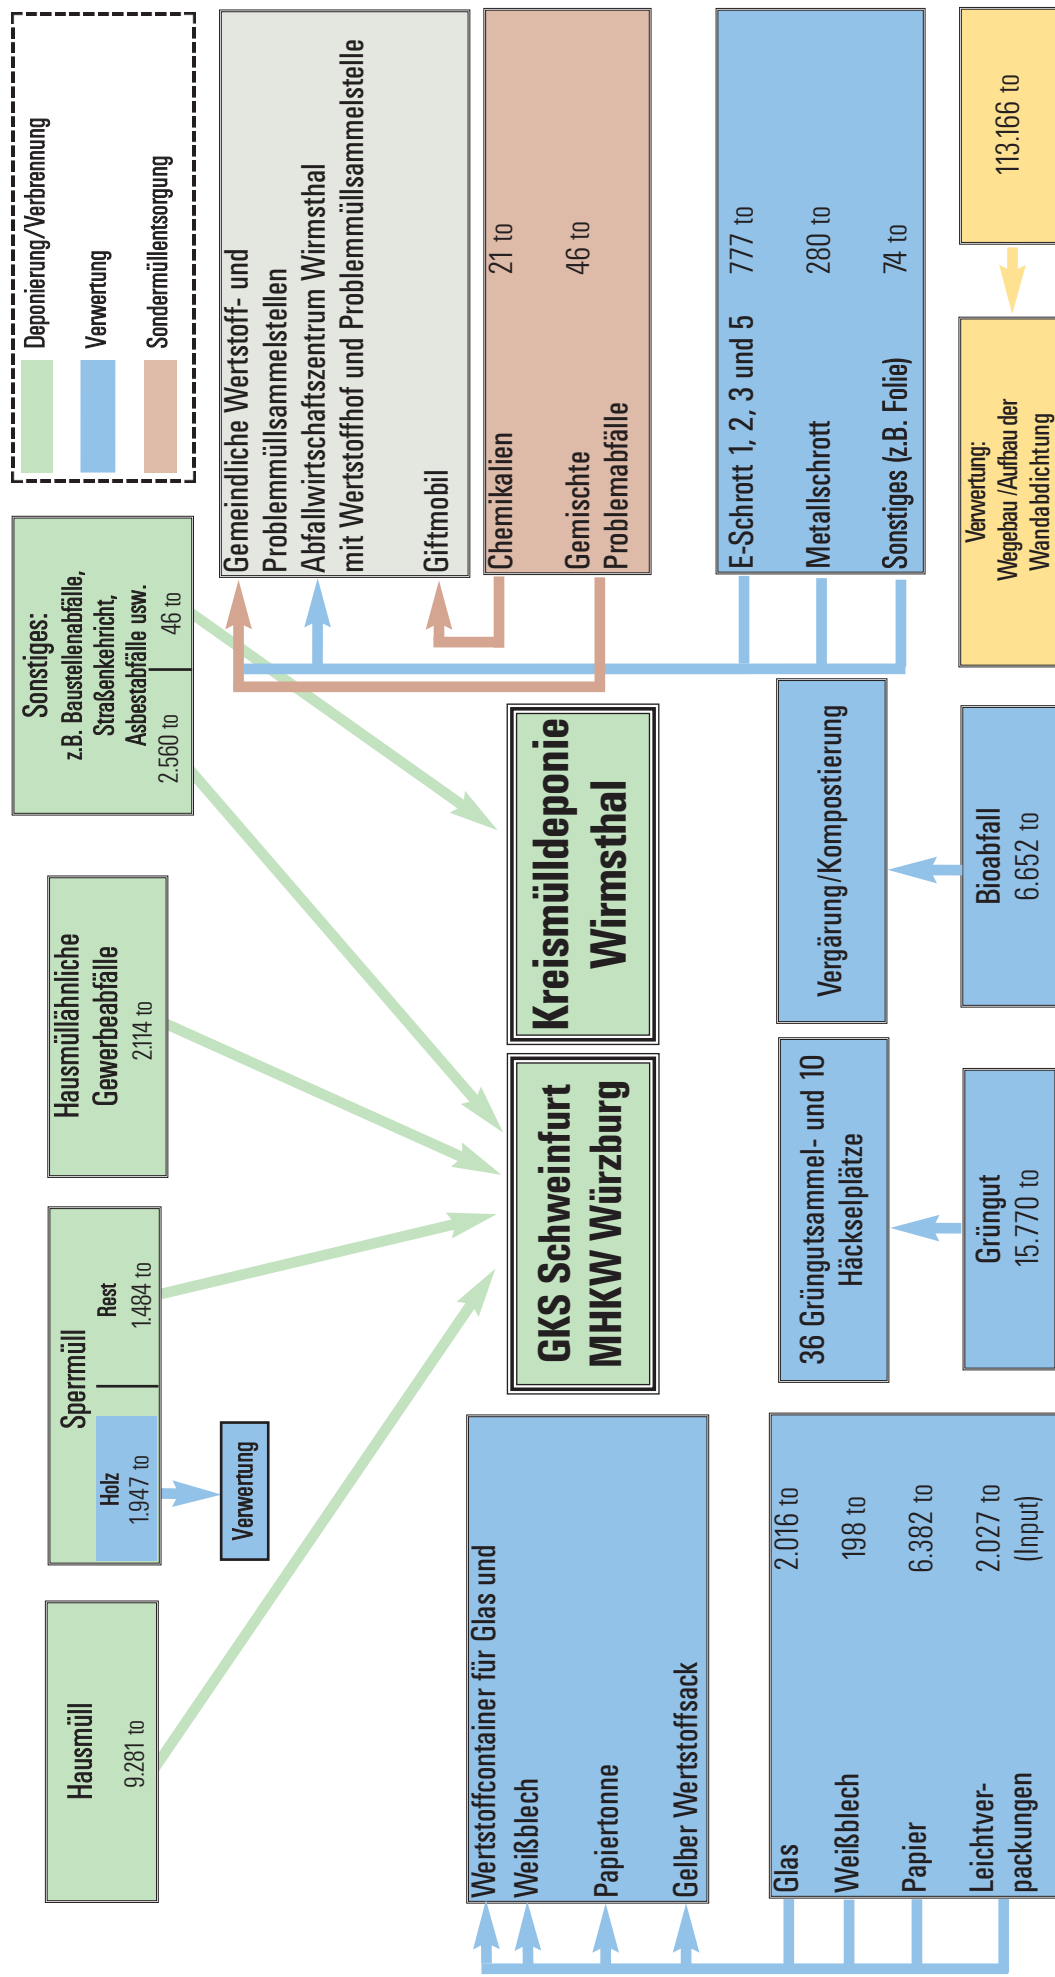 Hausmüll
9.281 to
Sperrmüll
Holz
1.947 to
Rest
1.484 to
Verwertung
Hausmüllähnliche
Gewerbeabfälle
2.114 to
Sonstiges:
z.B. Baustellenabfälle,
Straßenkehricht,
Asbestabfälle usw.
2.560 to
46 to
Deponierung/Verbrennung
Verwertung
Sondermüllentsorgung
Wertstoffcontainer für Glas und
Weißblech
Papiertonne
Gelber Wertstoffsack
GKS Schweinfurt
MHKW Würzburg
Kreismülldeponie
Wirmsthal
Gemeindliche Wertstoff- und
Problemmüllsammelstellen
Abfallwirtschaftszentrum Wirmsthal
mit Wertstoffhof und Problemmüllsammelstelle
Giftmobil
Chemikalien 21 to
Gemischte 46 to
Problemabfälle
Glas 2.016 to
Weißblech 198 to
Papier 6.382 to
Leichtver- 2.027 to
packungen (Input)
36 Grüngutsammel- und 10
Häckselplätze
Grüngut
15.770 to
Vergärung/Kompostierung
Bioabfall
6.652 to
E-Schrott 1, 2, 3 und 5 777 to
Metallschrott 280 to
Sonstiges (z.B. Folie) 74 to
Verwertung:
Wegebau /Aufbau der
Wandabdichtung
113.166 to